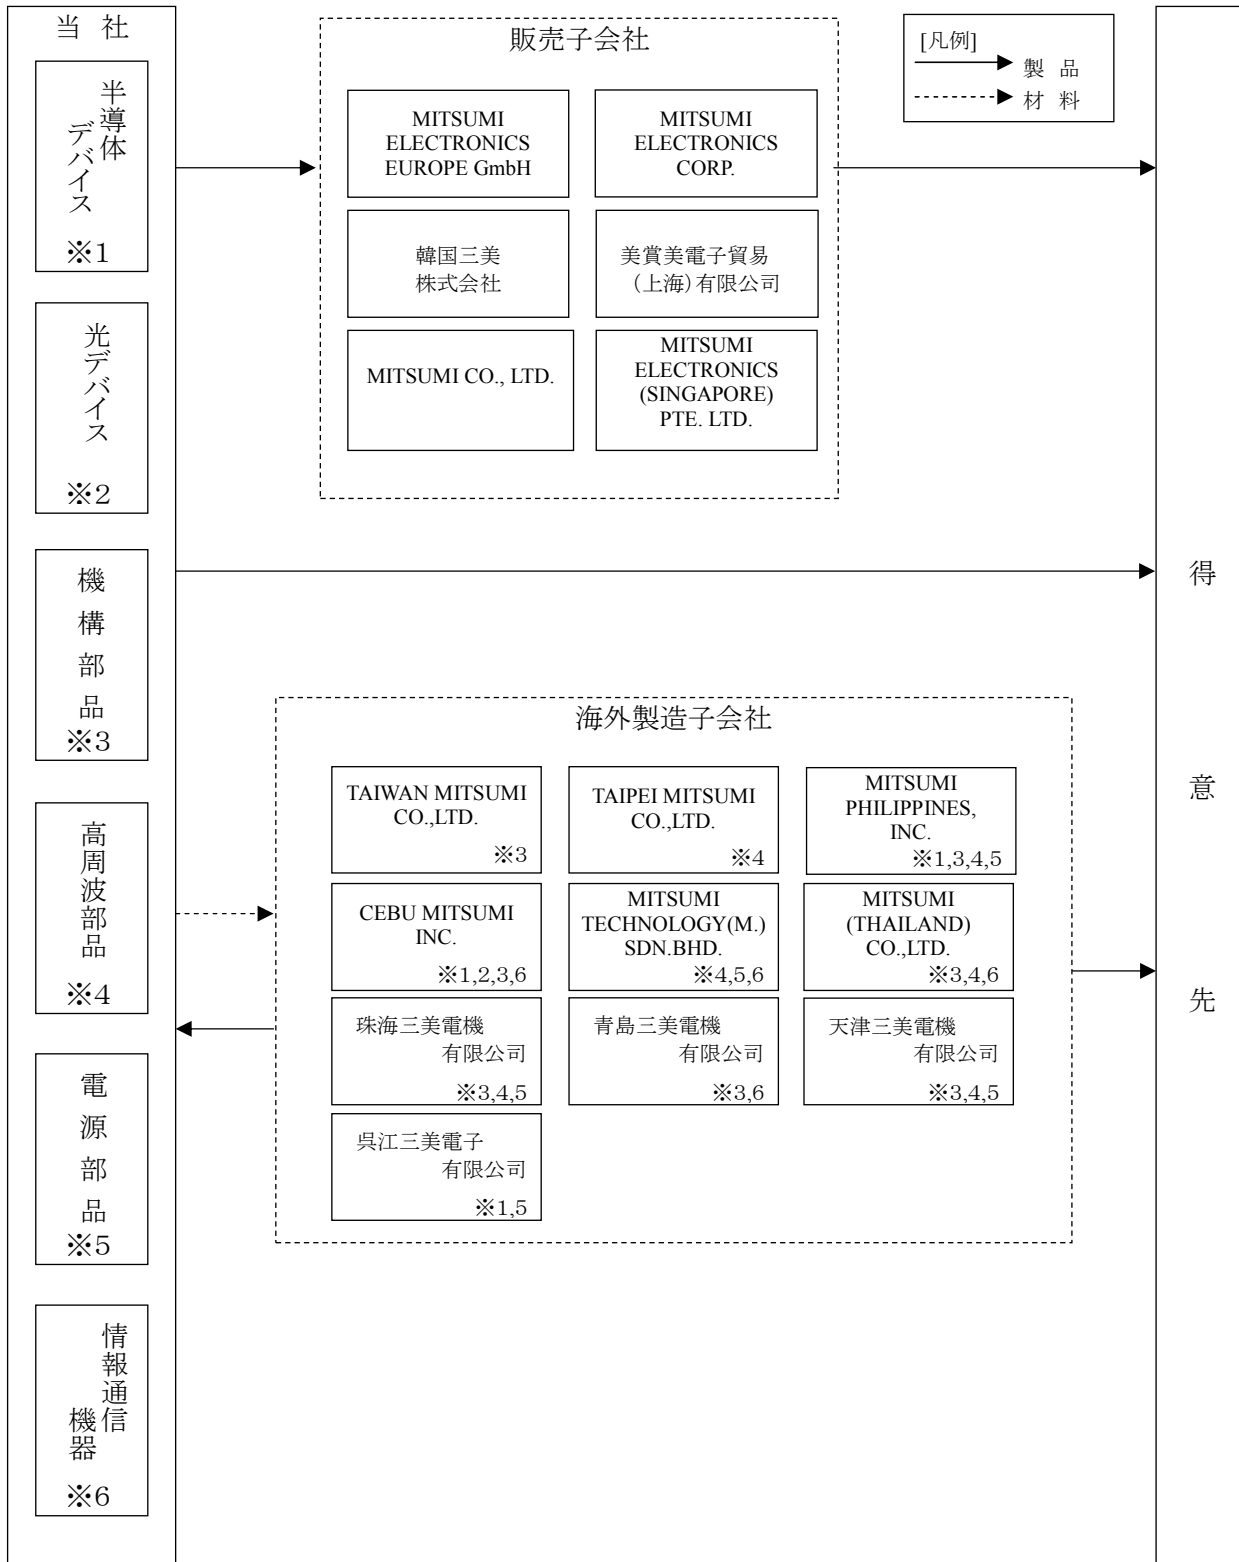 当 社
半導体
デバイス
※1
光デバイス
※2
機構部品
※3
高周波部品
※4
電源部品
※5
情報通信
機器
※6
販売子会社
MITSUMI
ELECTRONICS
EUROPE GmbH
MITSUMI
ELECTRONICS
CORP.
韓国三美
株式会社
美賞美電子貿易
(上海)有限公司
MITSUMI CO., LTD.
MITSUMI
ELECTRONICS
(SINGAPORE)
PTE. LTD.
[凡例]
製 品
材 料
海外製造子会社
TAIWAN MITSUMI
CO.,LTD.
※3
TAIPEI MITSUMI
CO.,LTD.
※4
MITSUMI
PHILIPPINES,
INC.
※1,3,4,5
CEBU MITSUMI
INC.
※1,2,3,6
MITSUMI
TECHNOLOGY(M.)
SDN.BHD.
※4,5,6
MITSUMI
(THAILAND)
CO.,LTD.
※3,4,6
珠海三美電機
有限公司
※3,4,5
青島三美電機
有限公司
※3,6
天津三美電機
有限公司
※3,4,5
呉江三美電子
有限公司
※1,5
得意先